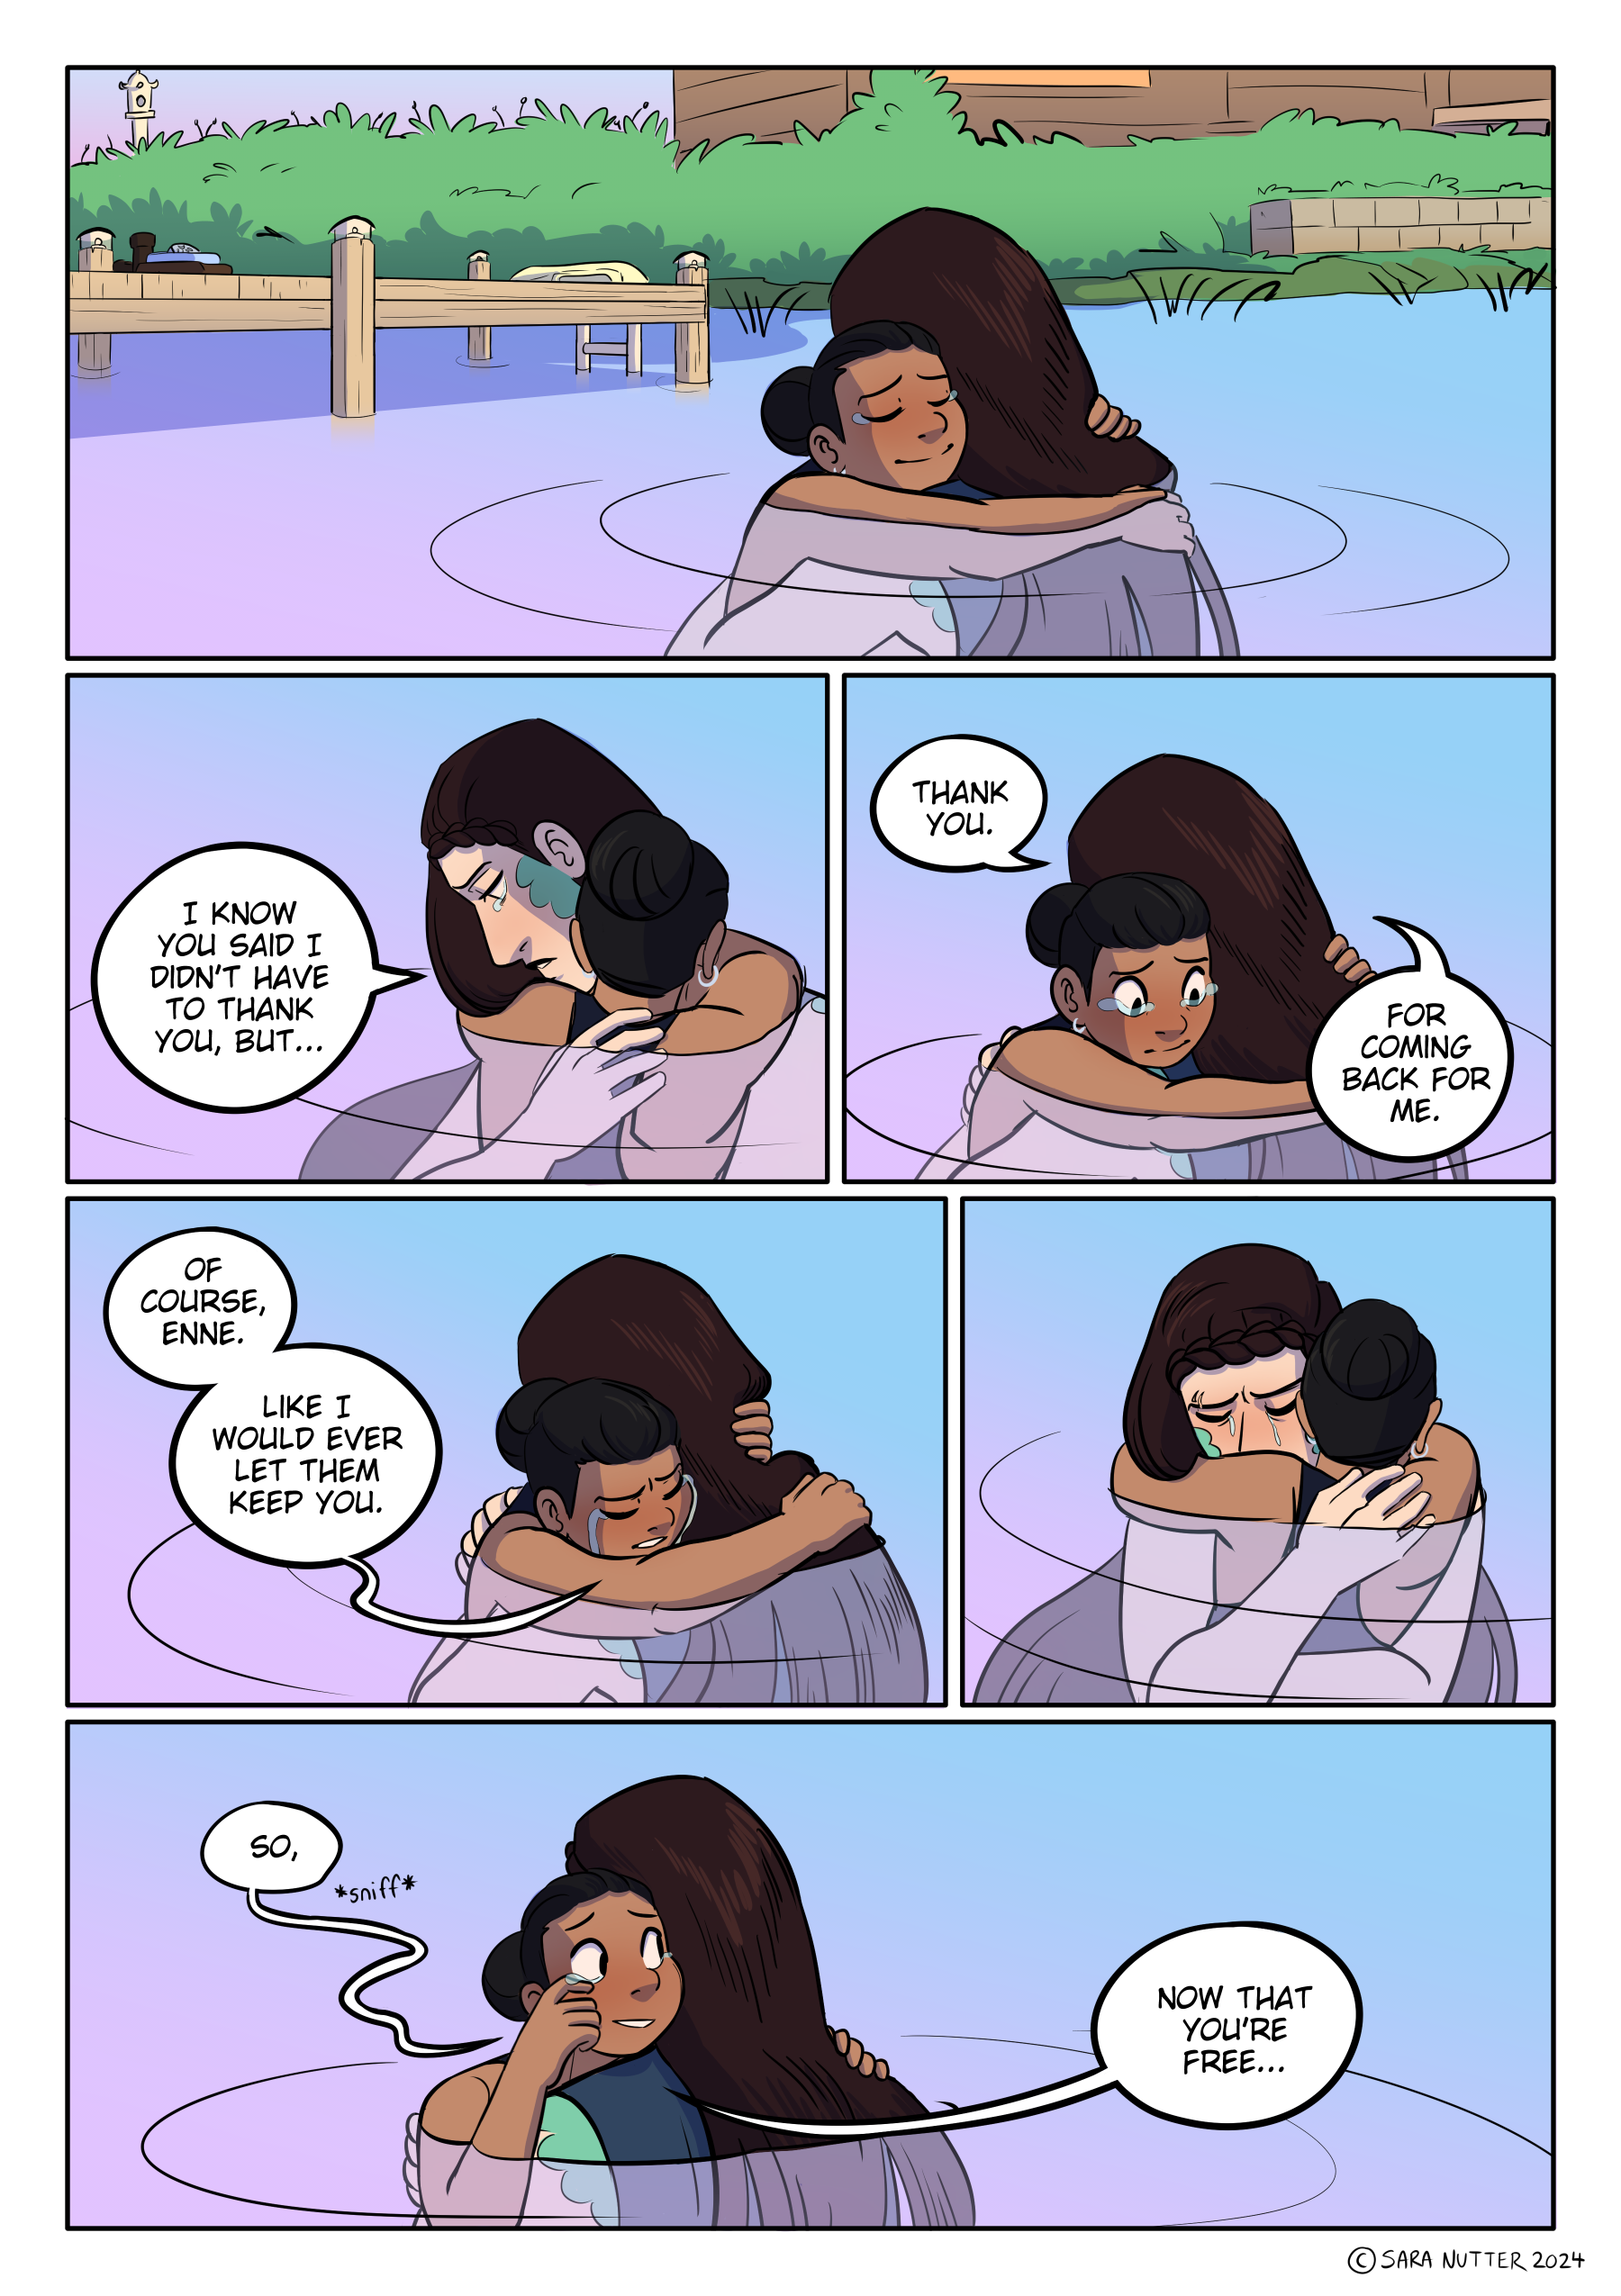 I KNOW
YOU SAID I
DIDN'T HAVE
TO THANK
YOU, BUT...
THANK
YOU.
FOR
COMING
BACK FOR
ME.
OF
COURSE,
ENNE.
LIKE I
WOULD EVER
LET THEM
KEEP YOU.
SO,
*sniff*
NOW THAT
YOU'RE
FREE...
© SARA NUTTER 2024